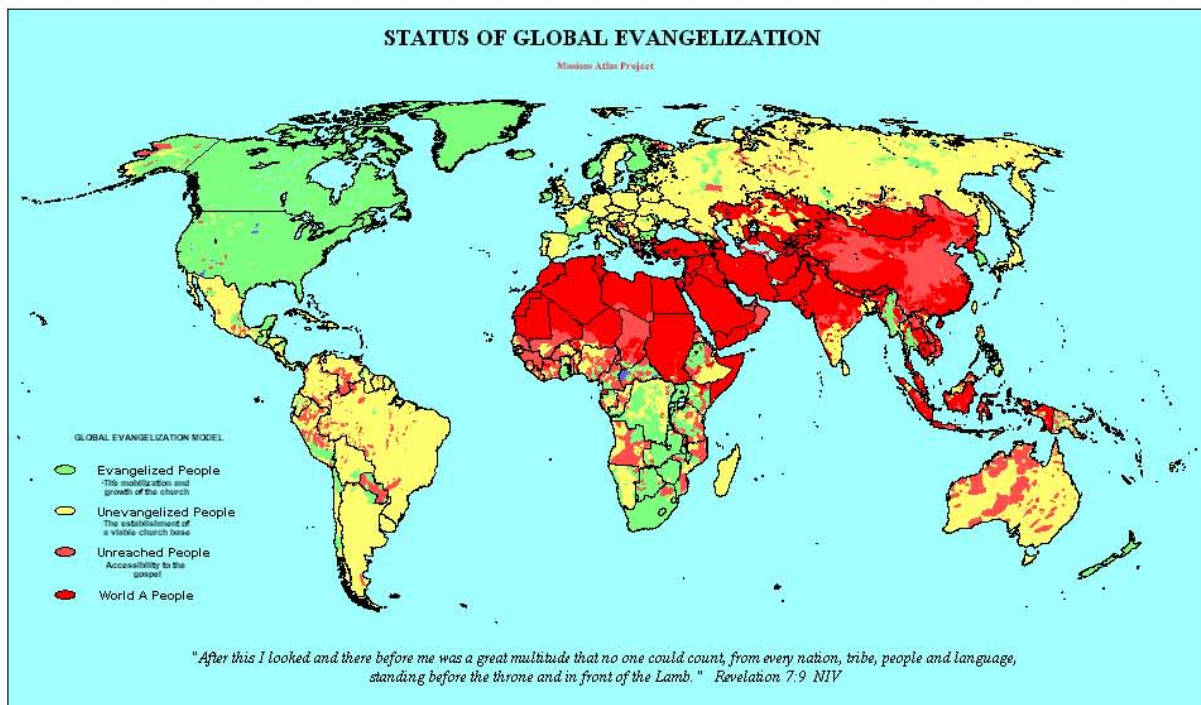 STATUS OF GLOBAL EVANGELIZATION
Missions Atlas Project
GLOBAL EVANGELIZATION MODEL
Evangelized People
The mobilization and
growth of the church
Unevangelized People
The establishment of
a viable church base
Unreached People
Accessibility to the
gospel
World A People
"After this I looked and there before me was a great multitude that no one could count, from every nation, tribe, people and language,
standing before the throne and in front of the Lamb." Revelation 7:9 NIV